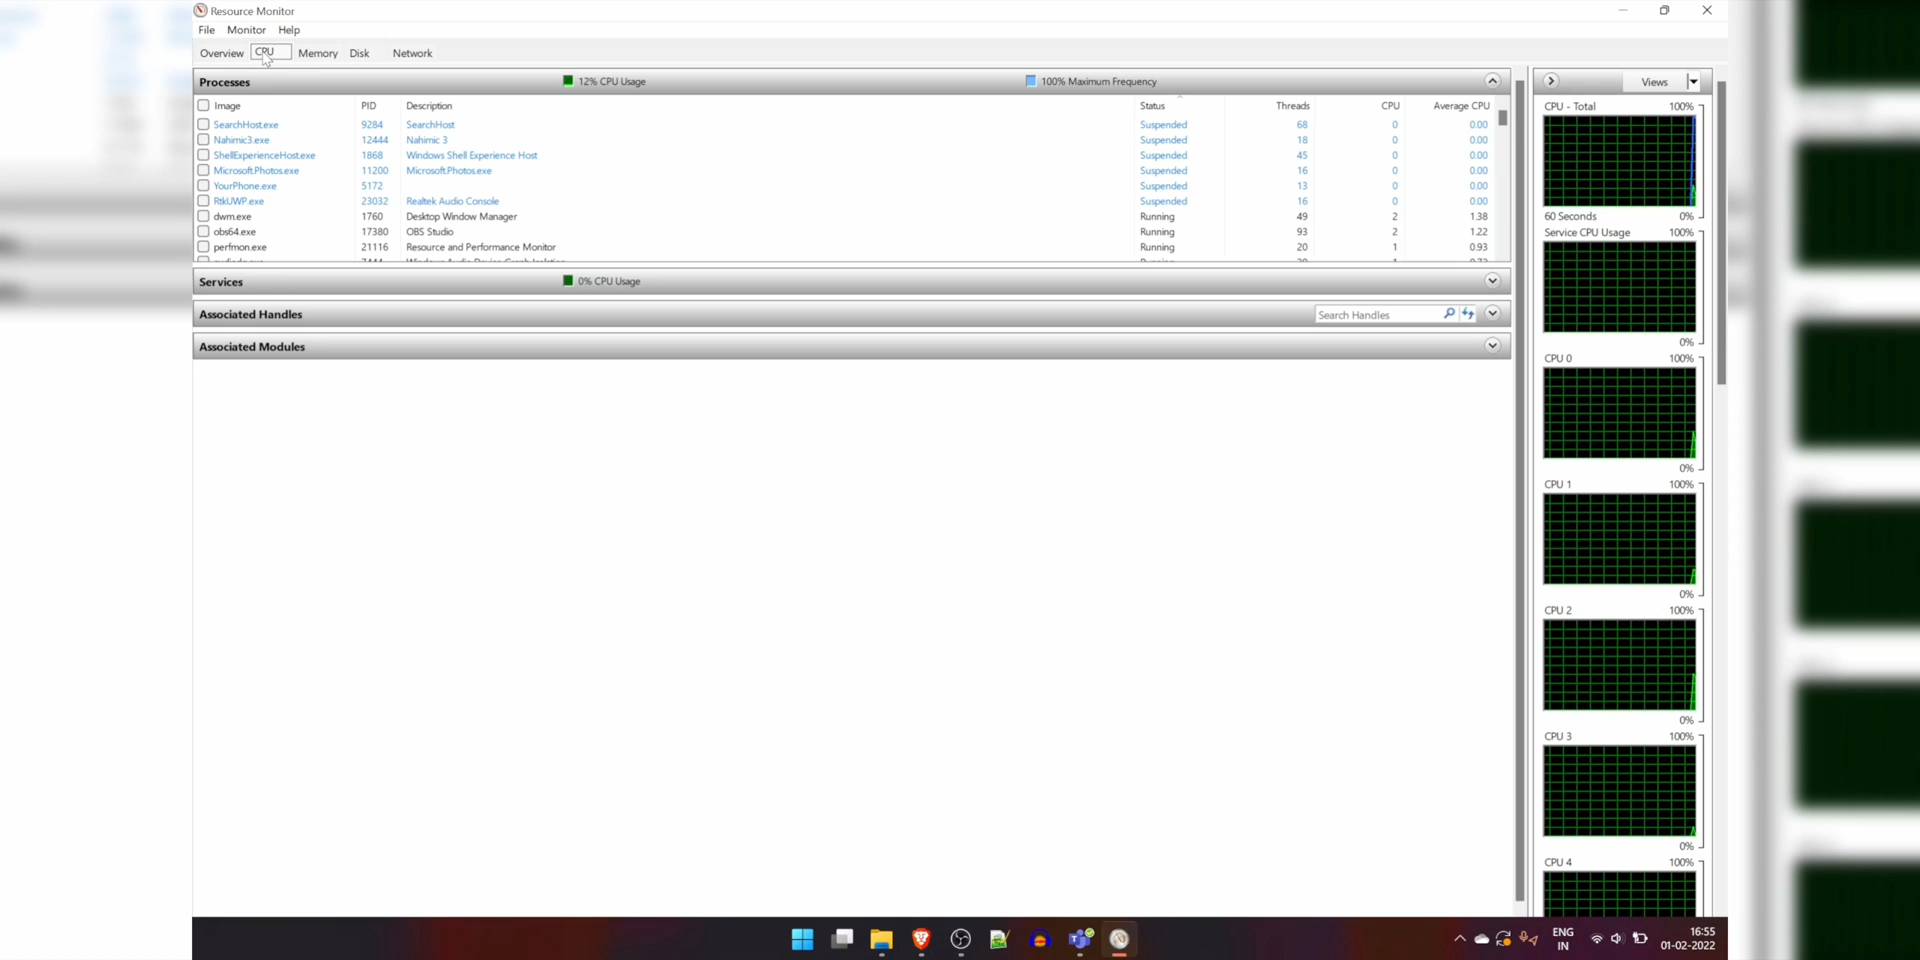 Resource Monitor
File Monitor Help
Overview CPU Memory Disk Network
Processes 12% CPU Usage 100% Maximum Frequency
Image PID Description Status Threads CPU Average CPU
SearchHost.exe 9284 SearchHost Suspended 68 0 0.00
Nahimic3.exe 12444 Nahimic 3 Suspended 18 0 0.00
ShellExperienceHost.exe 1868 Windows Shell Experience Host Suspended 45 0 0.00
Microsoft.Photos.exe 11200 Microsoft.Photos.exe Suspended 16 0 0.00
YourPhone.exe 5172 Suspended 13 0 0.00
RtkUWP.exe 23032 Realtek Audio Console Suspended 16 0 0.00
dwm.exe 1760 Desktop Window Manager Running 49 2 1.38
obs64.exe 17380 OBS Studio Running 93 2 1.22
perfmon.exe 21116 Resource and Performance Monitor Running 20 1 0.93
Services 0% CPU Usage
Associated Handles Search Handles
Associated Modules
Views
CPU - Total 100%
60 Seconds 0%
Service CPU Usage 100%
0%
CPU 0 100%
0%
CPU 1 100%
0%
CPU 2 100%
0%
CPU 3 100%
0%
CPU 4 100%
ENG
IN
16:55
01-02-2022